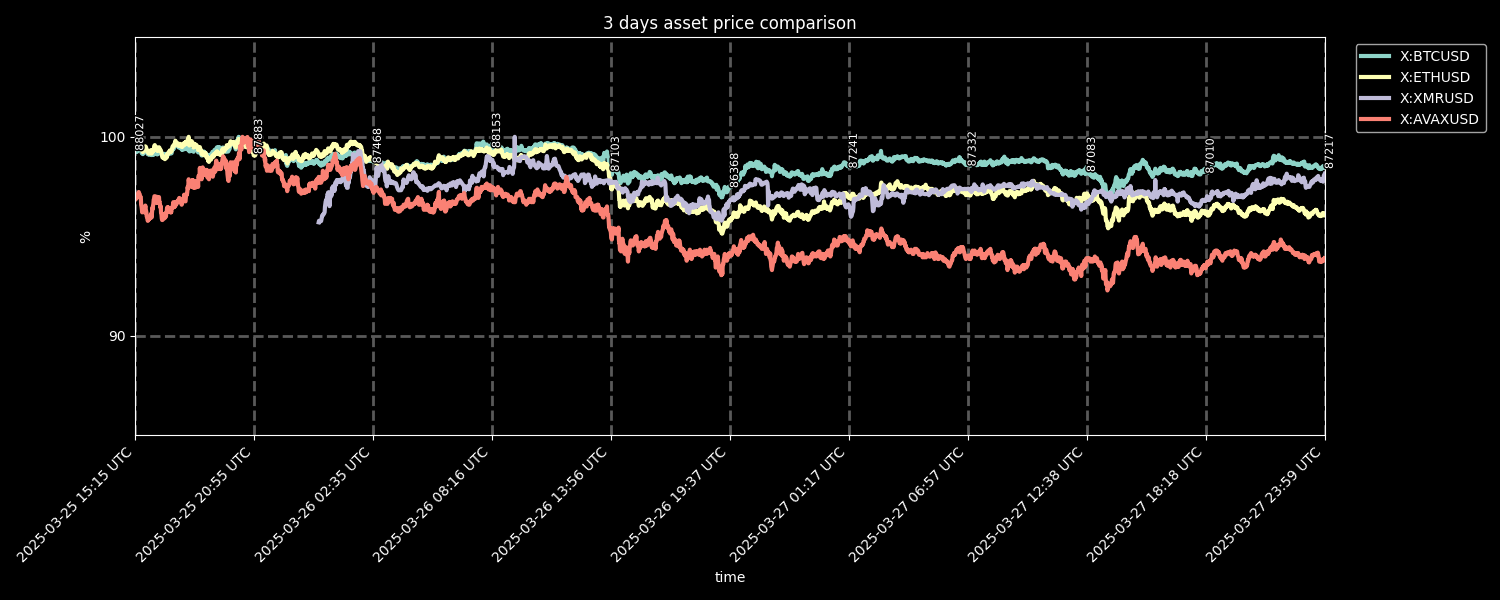 3 days asset price comparison
X:BTCUSD
X:ETHUSD
X:XMRUSD
X:AVAXUSD
100
90
%
88027
87883
87468
88153
87103
86368
87241
87332
87083
87010
87217
2025-03-25 15:15 UTC
2025-03-25 20:55 UTC
2025-03-26 02:35 UTC
2025-03-26 08:16 UTC
2025-03-26 13:56 UTC
2025-03-26 19:37 UTC
2025-03-27 01:17 UTC
2025-03-27 06:57 UTC
2025-03-27 12:38 UTC
2025-03-27 18:18 UTC
2025-03-27 23:59 UTC
time